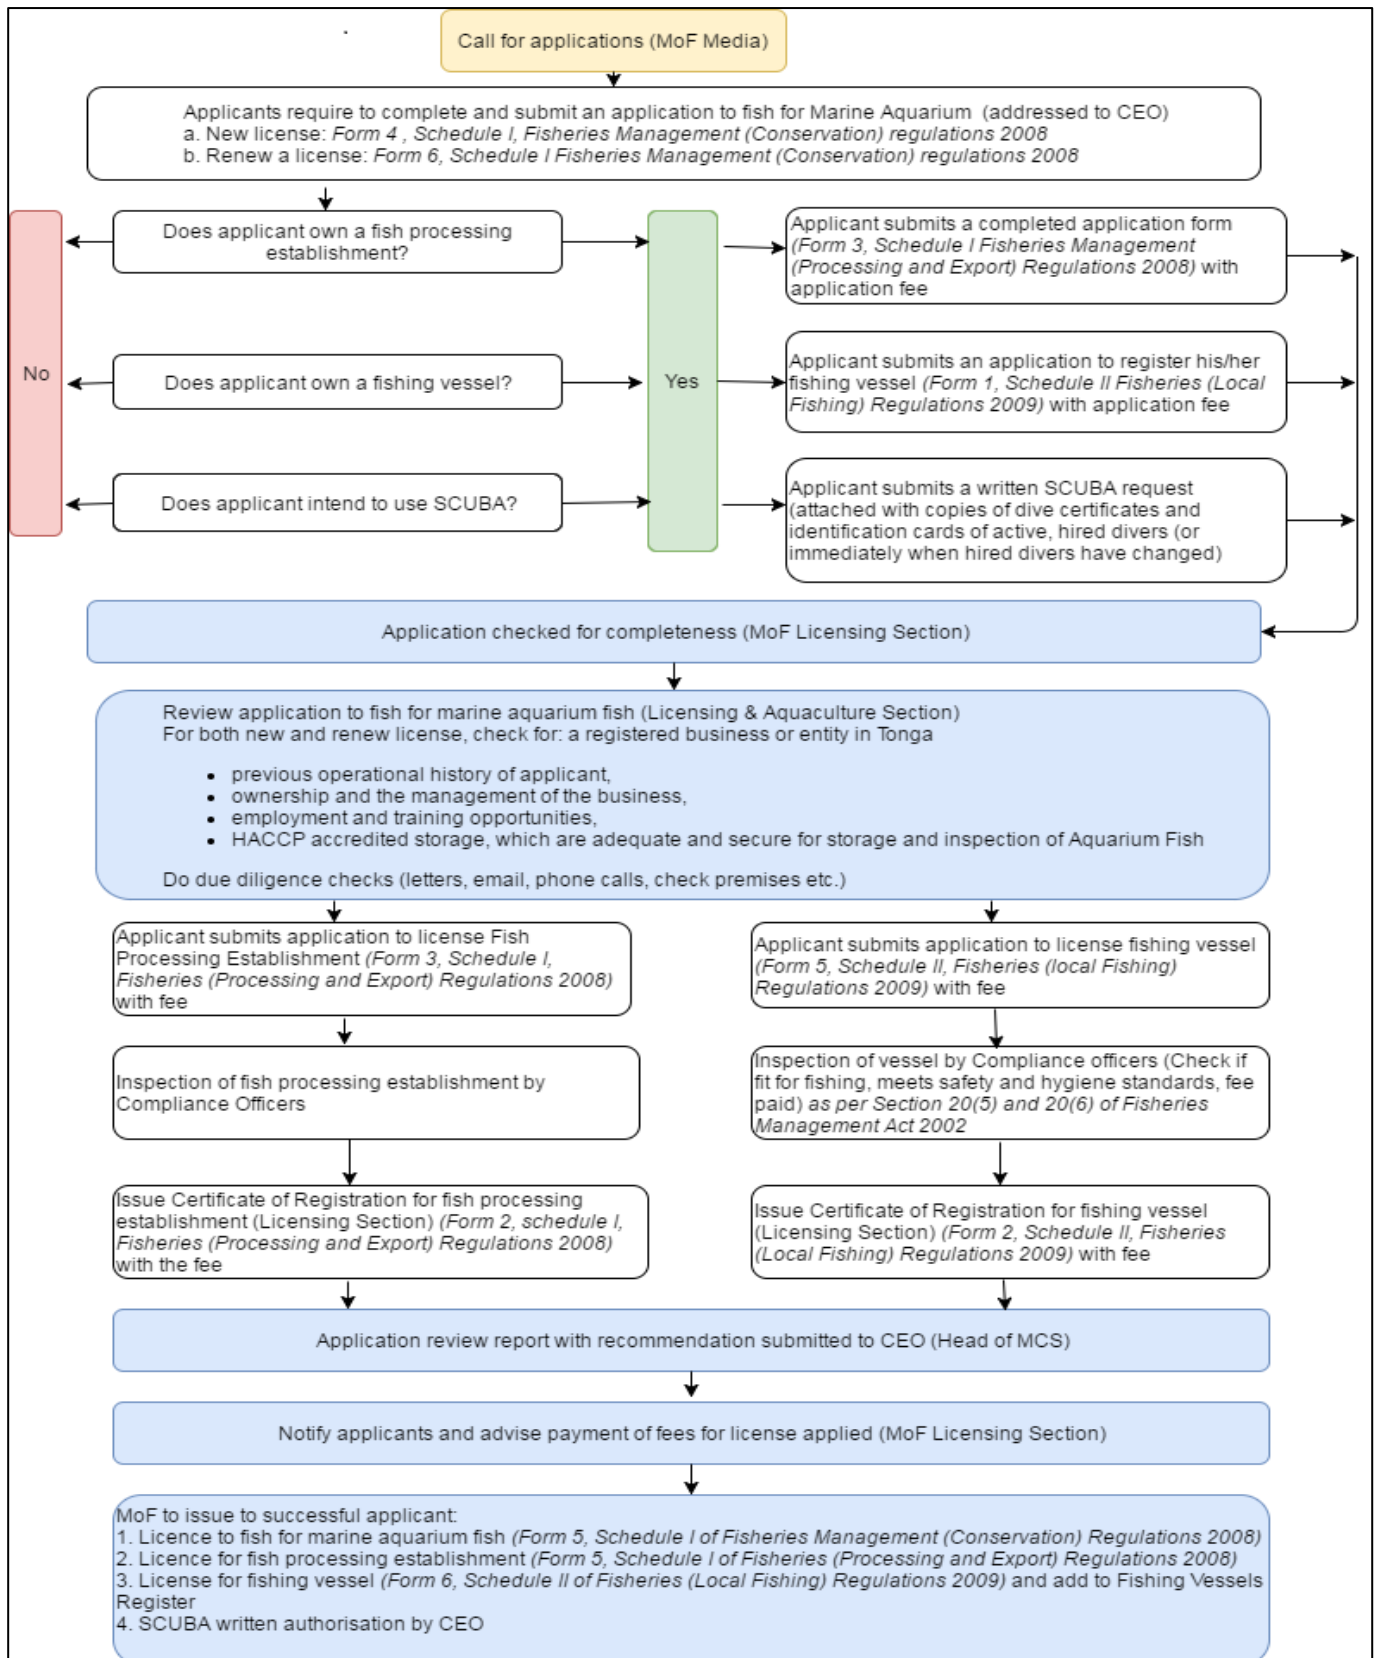 Call for applications (MoF Media)
Applicants require to complete and submit an application to fish for Marine Aquarium (addressed to CEO)
a. New license: Form 4 , Schedule I, Fisheries Management (Conservation) regulations 2008
b. Renew a license: Form 6, Schedule I Fisheries Management (Conservation) regulations 2008
Does applicant own a fish processing
establishment?
Applicant submits a completed application form
(Form 3, Schedule I Fisheries Management
(Processing and Export) Regulations 2008) with
application fee
No
Does applicant own a fishing vessel?
Yes
Applicant submits an application to register his/her
fishing vessel (Form 1, Schedule II Fisheries (Local
Fishing) Regulations 2009) with application fee
Does applicant intend to use SCUBA?
Applicant submits a written SCUBA request
(attached with copies of dive certificates and
identification cards of active, hired divers (or
immediately when hired divers have changed)
Application checked for completeness (MoF Licensing Section)
Review application to fish for marine aquarium fish (Licensing & Aquaculture Section)
For both new and renew license, check for: a registered business or entity in Tonga
• previous operational history of applicant,
• ownership and the management of the business,
• employment and training opportunities,
• HACCP accredited storage, which are adequate and secure for storage and inspection of Aquarium Fish
Do due diligence checks (letters, email, phone calls, check premises etc.)
Applicant submits application to license Fish
Processing Establishment (Form 3, Schedule I,
Fisheries (Processing and Export) Regulations 2008)
with fee
Applicant submits application to license fishing vessel
(Form 5, Schedule II, Fisheries (local Fishing)
Regulations 2009) with fee
Inspection of fish processing establishment by
Compliance Officers
Inspection of vessel by Compliance officers (Check if
fit for fishing, meets safety and hygiene standards, fee
paid) as per Section 20(5) and 20(6) of Fisheries
Management Act 2002
Issue Certificate of Registration for fish processing
establishment (Licensing Section) (Form 2, schedule I,
Fisheries (Processing and Export) Regulations 2008)
with the fee
Issue Certificate of Registration for fishing vessel
(Licensing Section) (Form 2, Schedule II, Fisheries
(Local Fishing) Regulations 2009) with fee
Application review report with recommendation submitted to CEO (Head of MCS)
Notify applicants and advise payment of fees for license applied (MoF Licensing Section)
MoF to issue to successful applicant:
1. Licence to fish for marine aquarium fish (Form 5, Schedule I of Fisheries Management (Conservation) Regulations 2008)
2. Licence for fish processing establishment (Form 5, Schedule I of Fisheries (Processing and Export) Regulations 2008)
3. License for fishing vessel (Form 6, Schedule II of Fisheries (Local Fishing) Regulations 2009) and add to Fishing Vessels
Register
4. SCUBA written authorisation by CEO